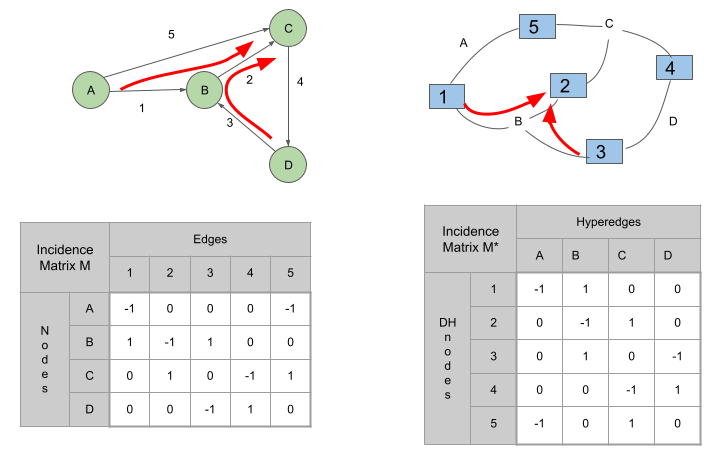 C
5
A
B
2
4
1
3
D
5
C
A
4
1
2
B
D
3
Incidence Matrix M
Edges
1 2 3 4 5
Nodes
A -1 0 0 0 -1
B 1 -1 1 0 0
C 0 1 0 -1 1
D 0 0 -1 1 0
Incidence Matrix M*
Hyperedges
A B C D
DH nodes
1 -1 1 0 0
2 0 -1 1 0
3 0 1 0 -1
4 0 0 -1 1
5 -1 0 1 0